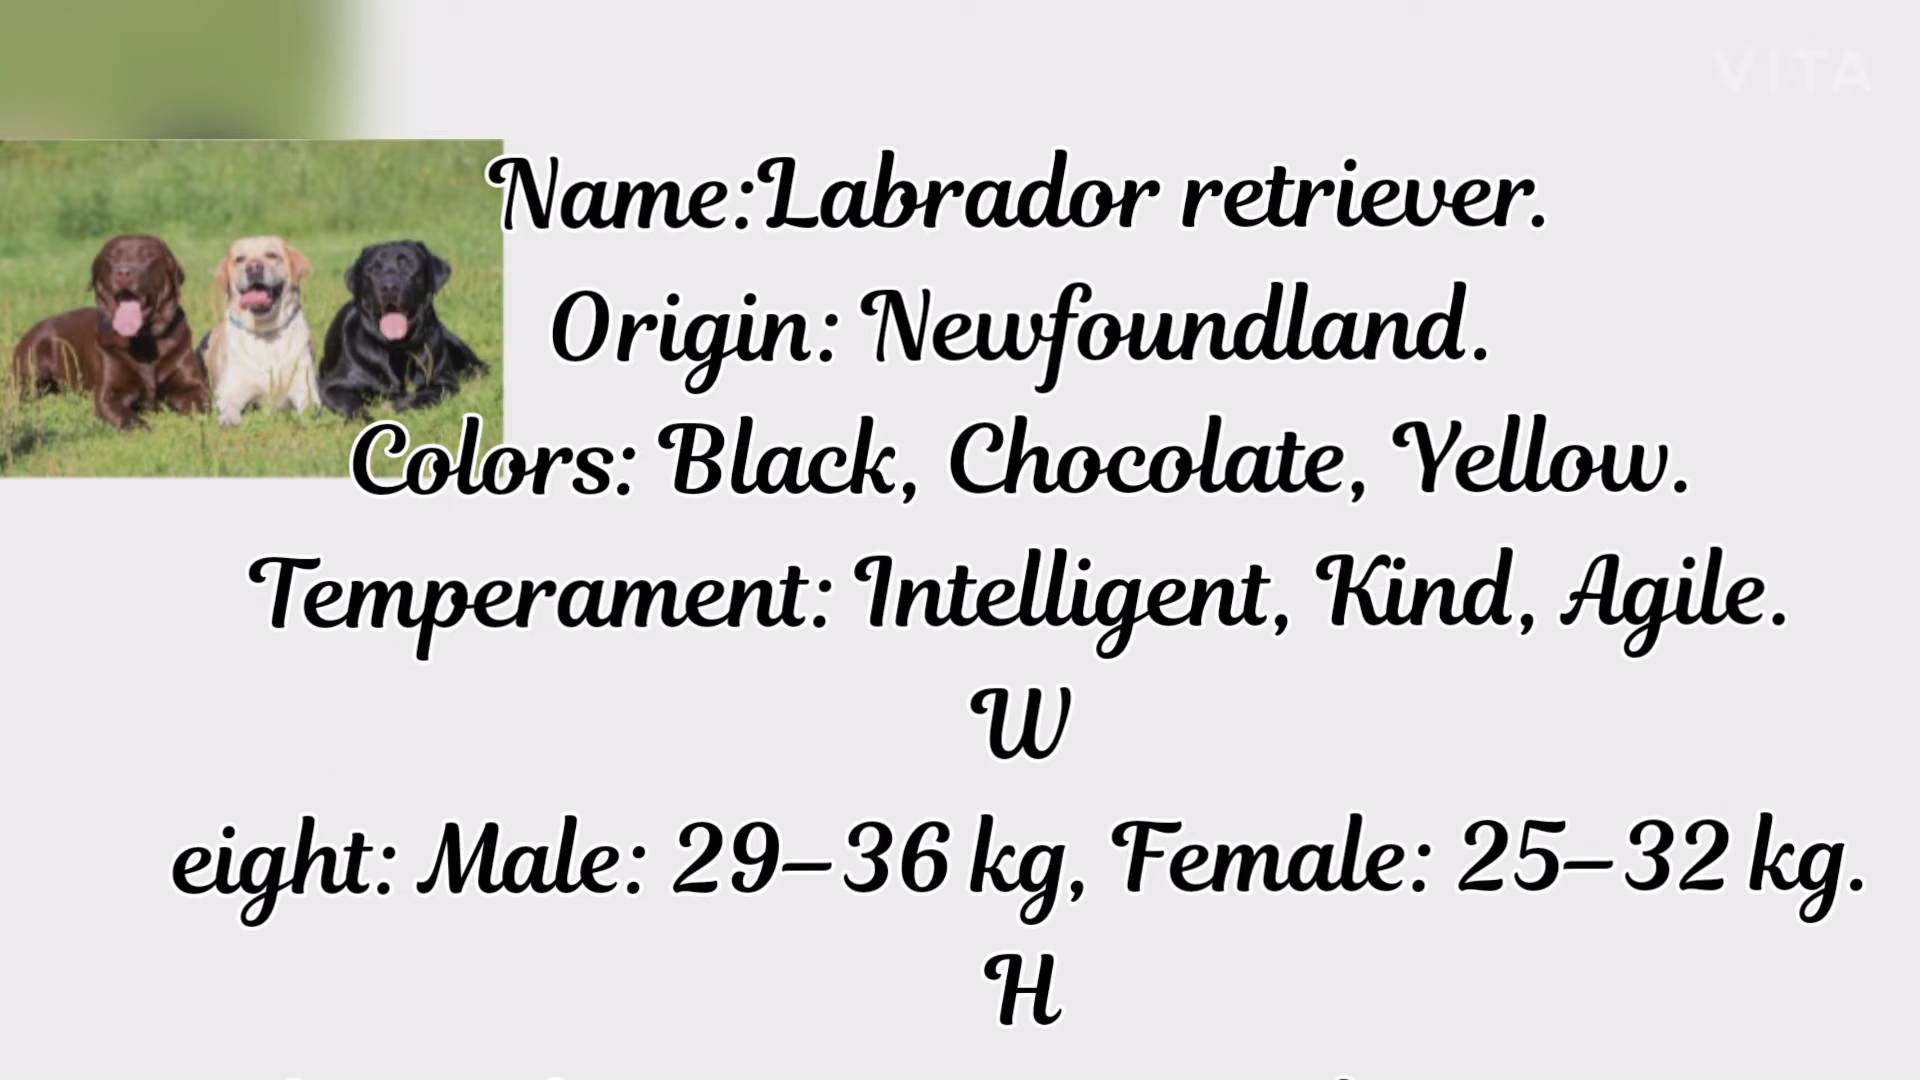 VITA
Name:Labrador retriever.
Origin: Newfoundland.
Colors: Black, Chocolate, Yellow.
Temperament: Intelligent, Kind, Agile.
W
eight: Male: 29–36 kg, Female: 25–32 kg.
H